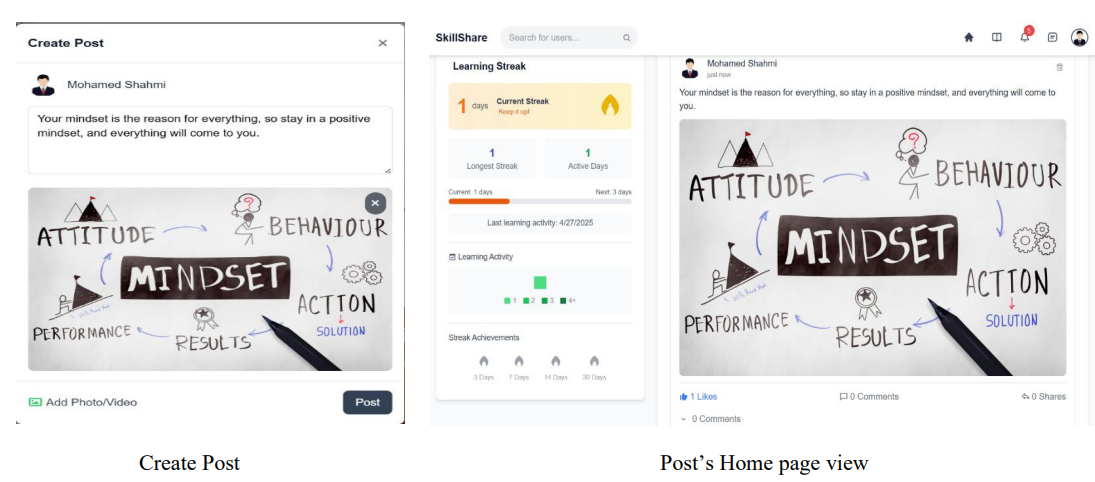 Create Post
Mohamed Shahmi
Your mindset is the reason for everything, so stay in a positive
mindset, and everything will come to you.
ATTITUDE
BEHAVIOUR
MINDSET
ACTION
SOLUTION
RESULTS
PERFORMANCE
Add Photo/Video
Post
Create Post
SkillShare
Search for users...
5
Learning Streak
1 days
Current Streak
Keep it up!
1
Longest Streak
1
Active Days
Current: 1 days
Next: 3 days
Last learning activity: 4/27/2025
Learning Activity
1 2 3 4+
Streak Achievements
3 Days
7 Days
14 Days
30 Days
Mohamed Shahmi
just now
Your mindset is the reason for everything, so stay in a positive mindset, and everything will come to
you.
ATTITUDE
BEHAVIOUR
MINDSET
ACTION
SOLUTION
RESULTS
PERFORMANCE
1 Likes
0 Comments
0 Shares
0 Comments
Post’s Home page view